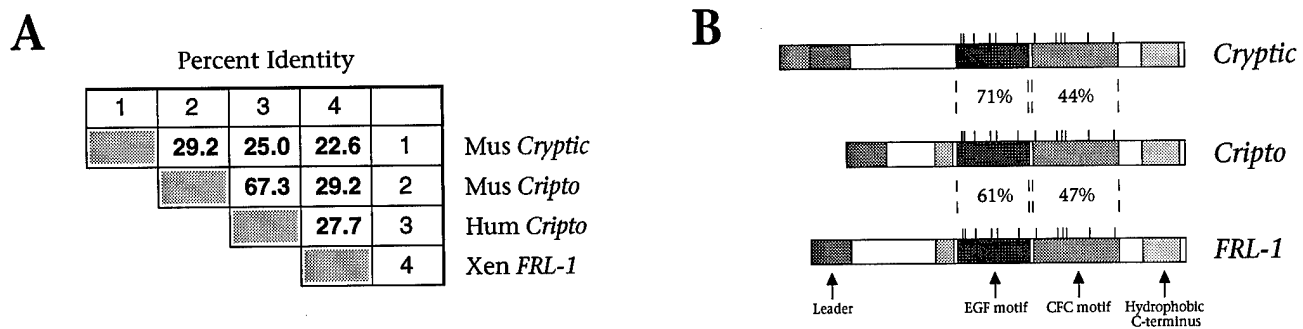 A
Percent Identity
1 2 3 4
29.2 25.0 22.6 1 Mus Cryptic
67.3 29.2 2 Mus Cripto
27.7 3 Hum Cripto
4 Xen FRL-1
B
Cryptic
71% 44%
Cripto
61% 47%
FRL-1
Leader EGF motif CFC motif Hydrophobic
C-terminus